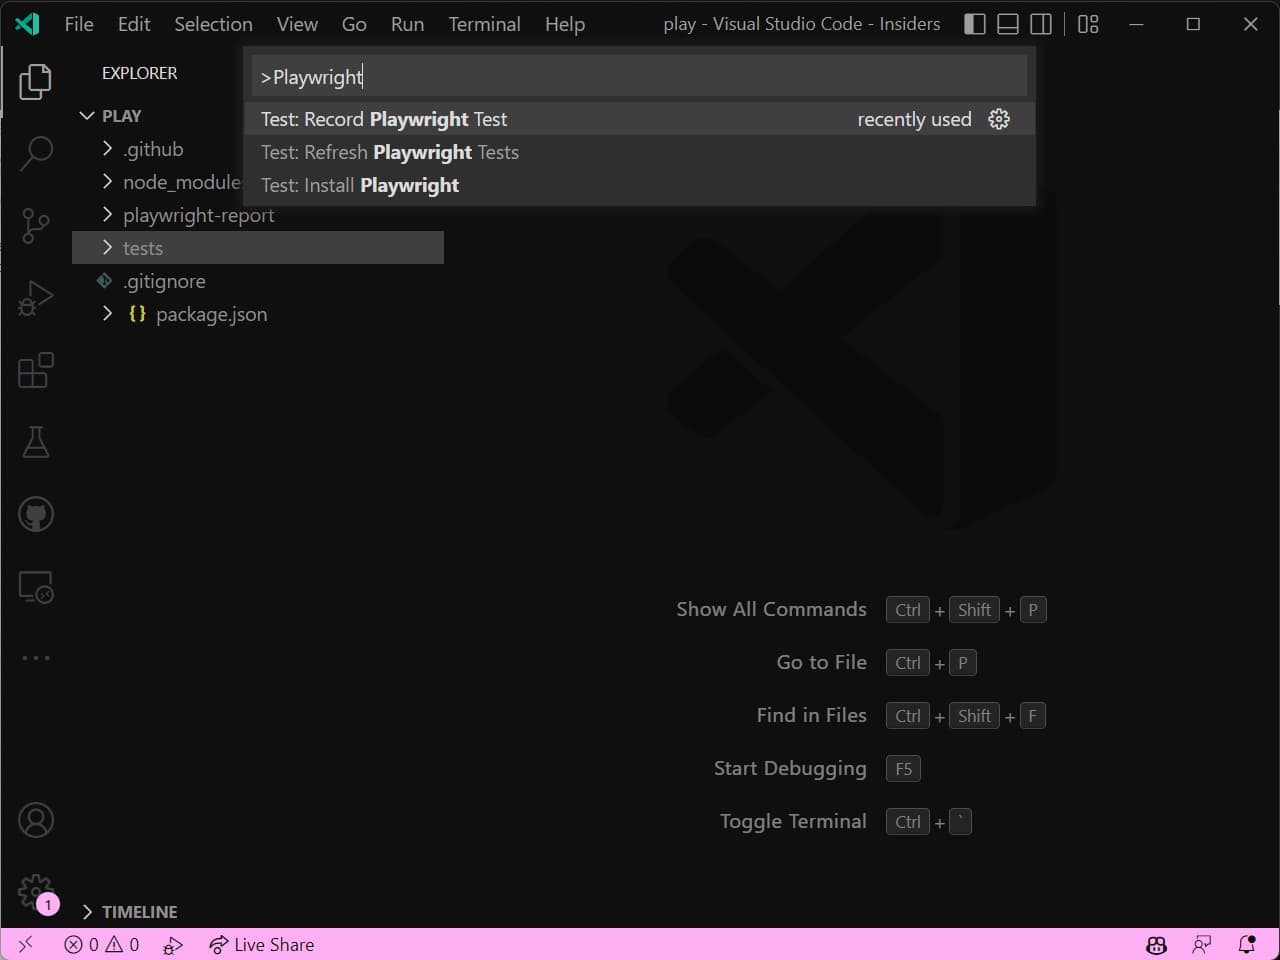 File Edit Selection View Go Run Terminal Help play - Visual Studio Code - Insiders
EXPLORER
>Playwright
PLAY
Test: Record Playwright Test recently used
.github
Test: Refresh Playwright Tests
node_modules
Test: Install Playwright
playwright-report
tests
.gitignore
{} package.json
Show All Commands Ctrl + Shift + P
Go to File Ctrl + P
Find in Files Ctrl + Shift + F
Start Debugging F5
Toggle Terminal Ctrl + `
1
TIMELINE
0 0 Live Share